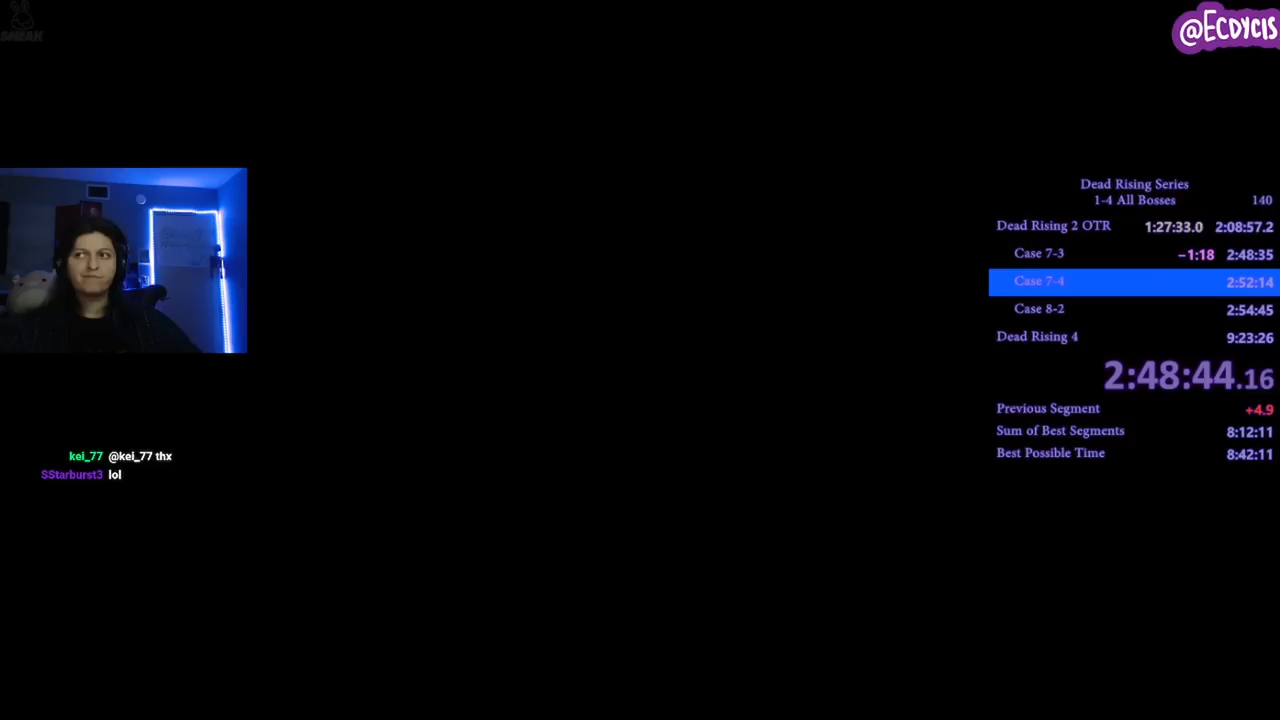 SNEAK
@ECDYCIS
Dead Rising Series
1-4 All Bosses 140
Dead Rising 2 OTR 1:27:33.0 2:08:57.2
Case 7-3 −1:18 2:48:35
Case 7-4 2:52:14
Case 8-2 2:54:45
Dead Rising 4 9:23:26
2:48:44.16
Previous Segment +4.9
Sum of Best Segments 8:12:11
Best Possible Time 8:42:11
kei_77 @kei_77 thx
SStarburst3 lol